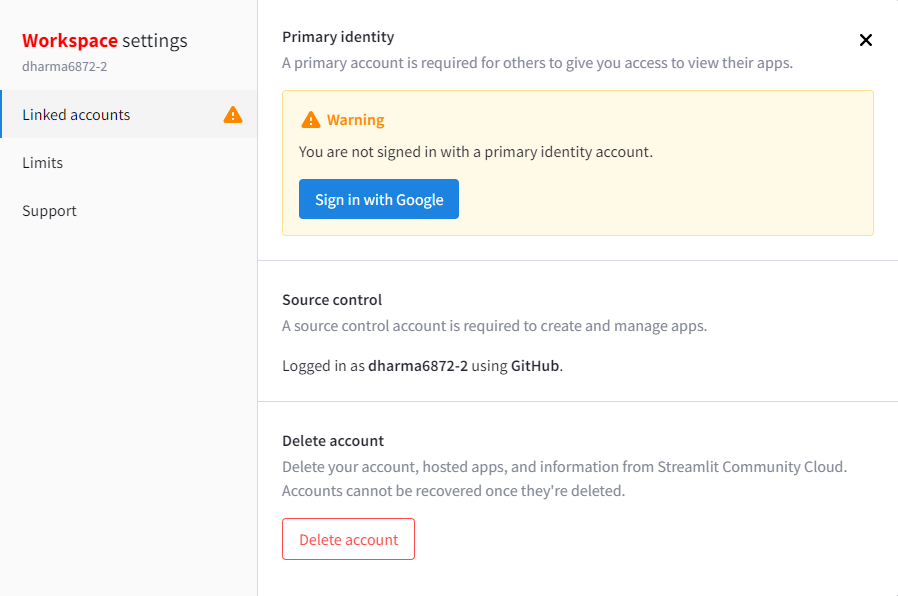 Workspace settings
dharma6872-2
Linked accounts
Limits
Support
Primary identity
A primary account is required for others to give you access to view their apps.
Warning
You are not signed in with a primary identity account.
Sign in with Google
Source control
A source control account is required to create and manage apps.
Logged in as dharma6872-2 using GitHub.
Delete account
Delete your account, hosted apps, and information from Streamlit Community Cloud.
Accounts cannot be recovered once they're deleted.
Delete account